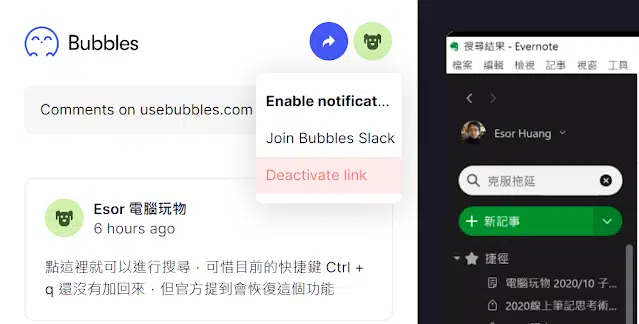 Bubbles
Comments on usebubbles.com
Enable notificat...
Join Bubbles Slack
Deactivate link
Esor 電腦玩物
6 hours ago
點這裡就可以進行搜尋，可惜目前的快捷鍵 Ctrl +
q 還沒有加回來，但官方提到會恢復這個功能
搜尋結果 - Evernote
檔案 編輯 檢視 記事 視窗 工具
Esor Huang
克服拖延
新記事
捷徑
電腦玩物 2020/10 子...
2020線上筆記思考術...